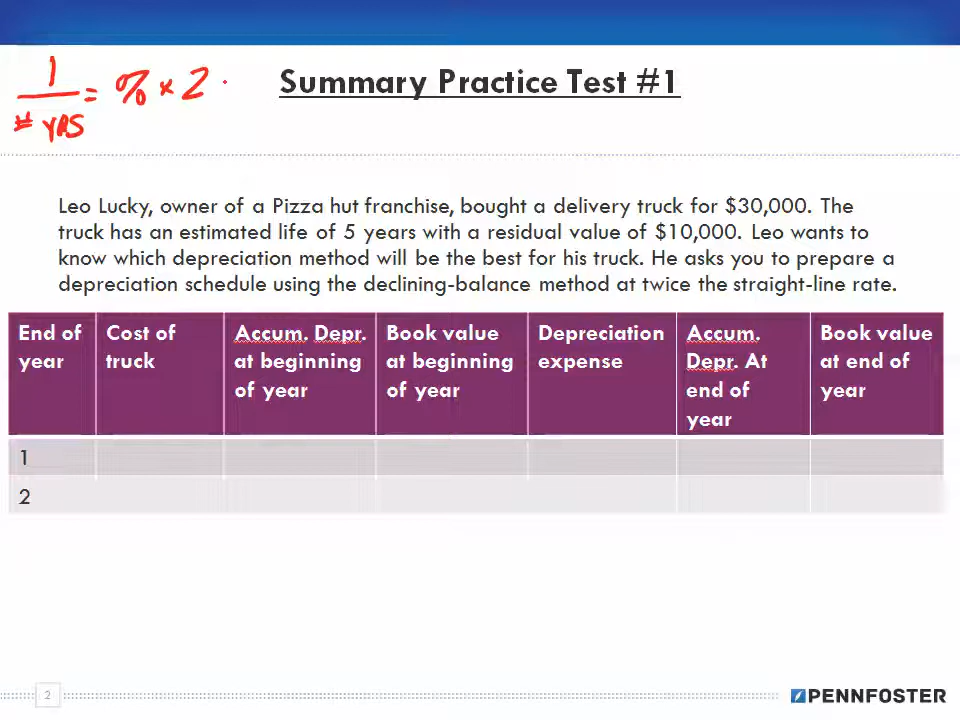 1
# YRS = % × 2
Summary Practice Test #1
Leo Lucky, owner of a Pizza hut franchise, bought a delivery truck for $30,000. The
truck has an estimated life of 5 years with a residual value of $10,000. Leo wants to
know which depreciation method will be the best for his truck. He asks you to prepare a
depreciation schedule using the declining-balance method at twice the straight-line rate.
End of year
Cost of truck
Accum. Depr. at beginning of year
Book value at beginning of year
Depreciation expense
Accum. Depr. At end of year
Book value at end of year
1
2
2
PENNFOSTER